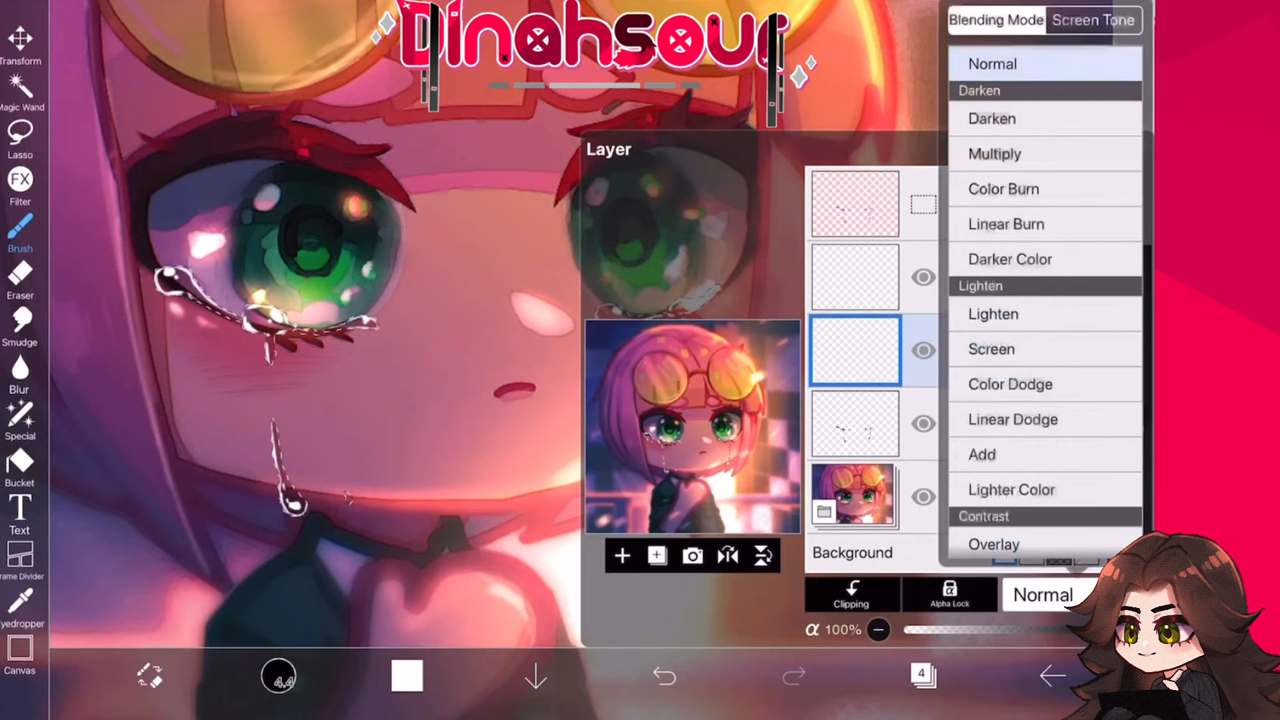 Dinahsour
Transform
Magic Wand
Lasso
FX
Filter
Brush
Eraser
Smudge
Blur
Special
Bucket
T
Text
rame Divider
yedropper
Canvas
Layer
Background
Clipping
Alpha Lock
Normal
α 100%
Blending Mode
Screen Tone
Normal
Darken
Darken
Multiply
Color Burn
Linear Burn
Darker Color
Lighten
Lighten
Screen
Color Dodge
Linear Dodge
Add
Lighter Color
Contrast
Overlay
4.4
4